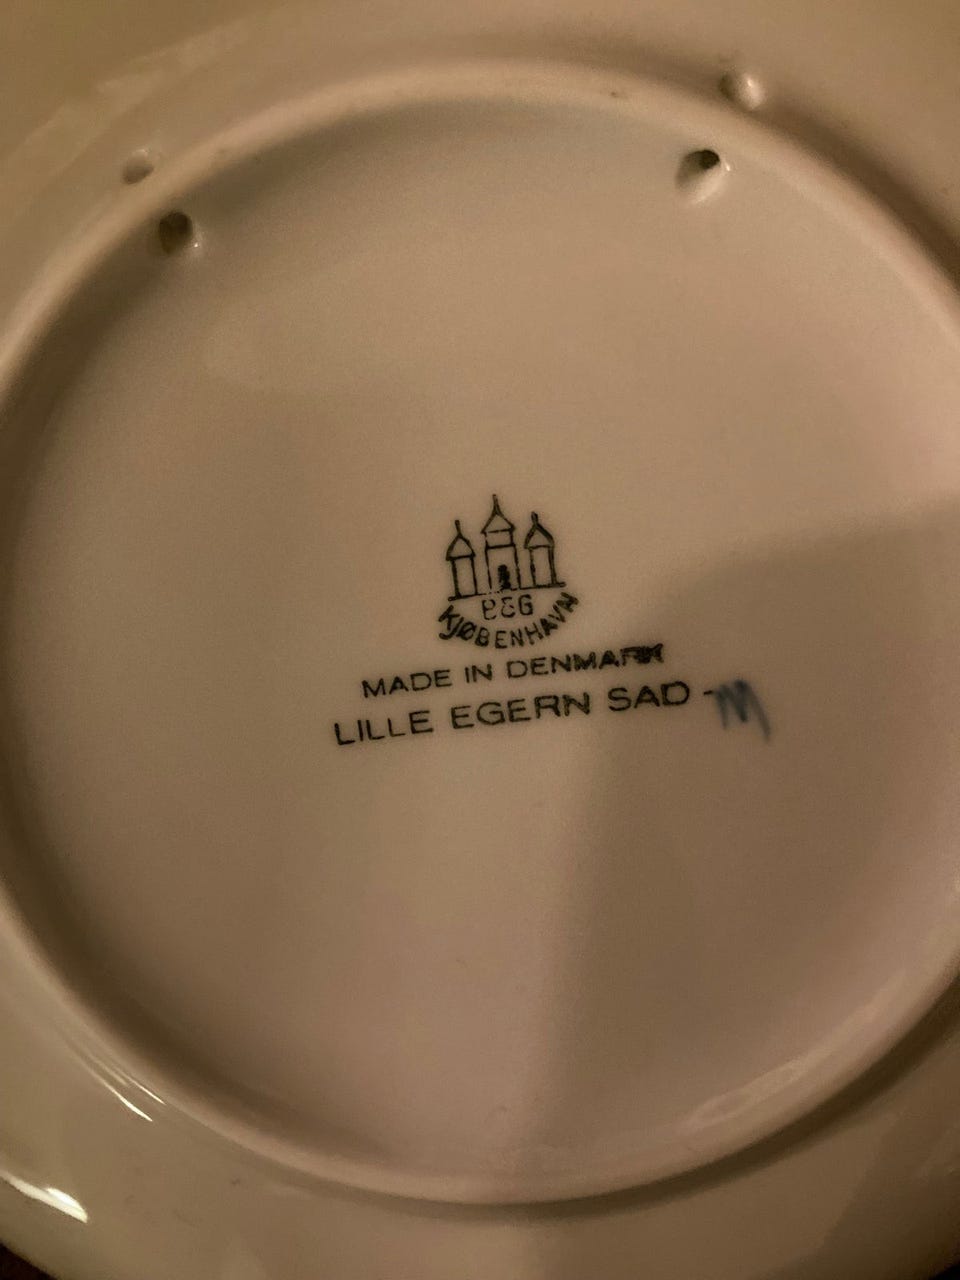 B&G
KJØBENHAVN
MADE IN DENMARK
LILLE EGERN SAD -
M